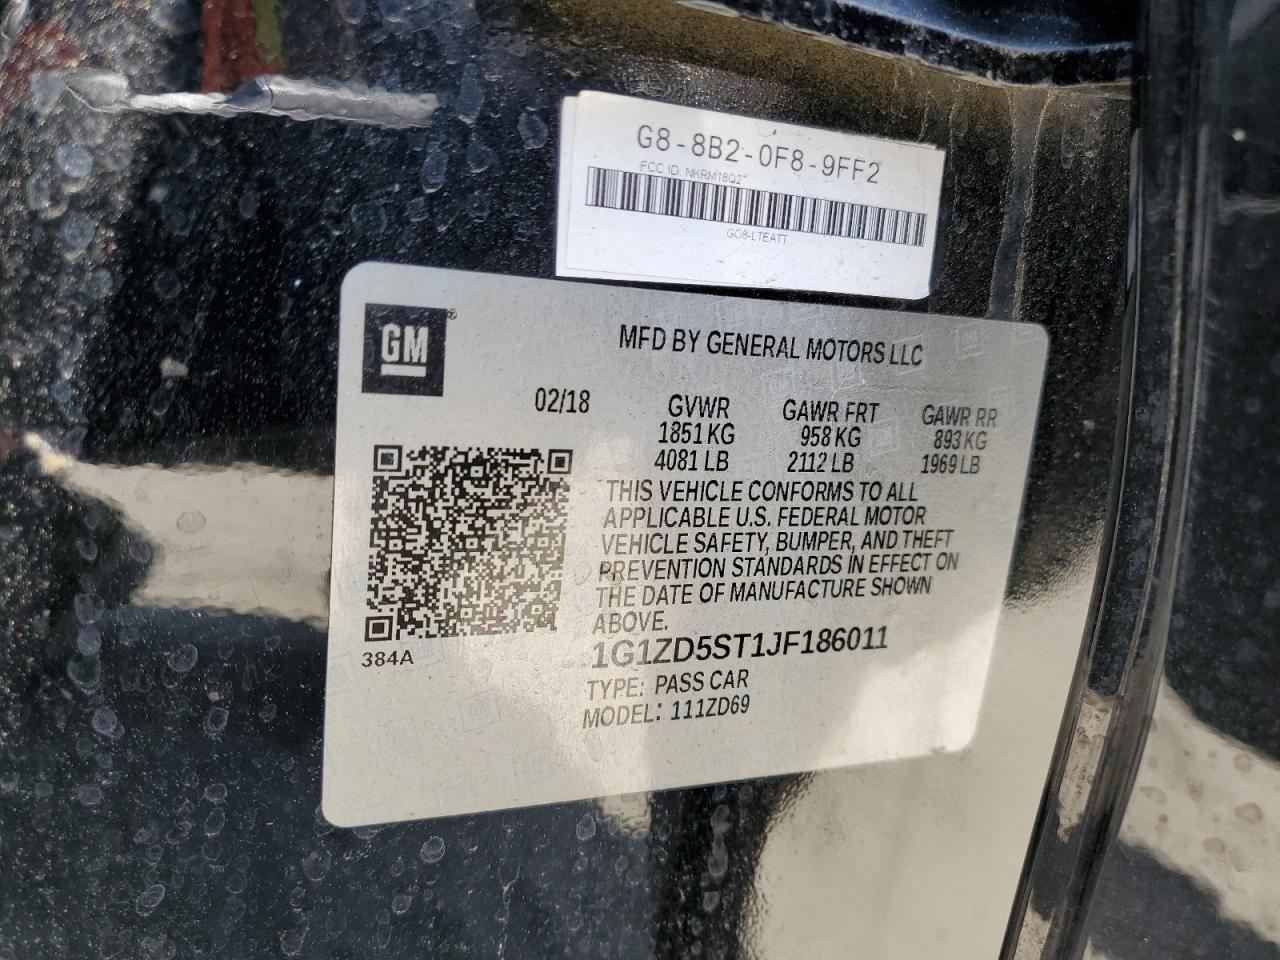 G8-8B2-0F8-9FF2
FCC ID: NKRM18Q2
GO8-LTEATT
GM®
MFD BY GENERAL MOTORS LLC
02/18
GVWR GAWR FRT GAWR RR
1851 KG 958 KG 893 KG
4081 LB 2112 LB 1969 LB
THIS VEHICLE CONFORMS TO ALL
APPLICABLE U.S. FEDERAL MOTOR
VEHICLE SAFETY, BUMPER, AND THEFT
PREVENTION STANDARDS IN EFFECT ON
THE DATE OF MANUFACTURE SHOWN
ABOVE.
384A
1G1ZD5ST1JF186011
TYPE: PASS CAR
MODEL: 111ZD69